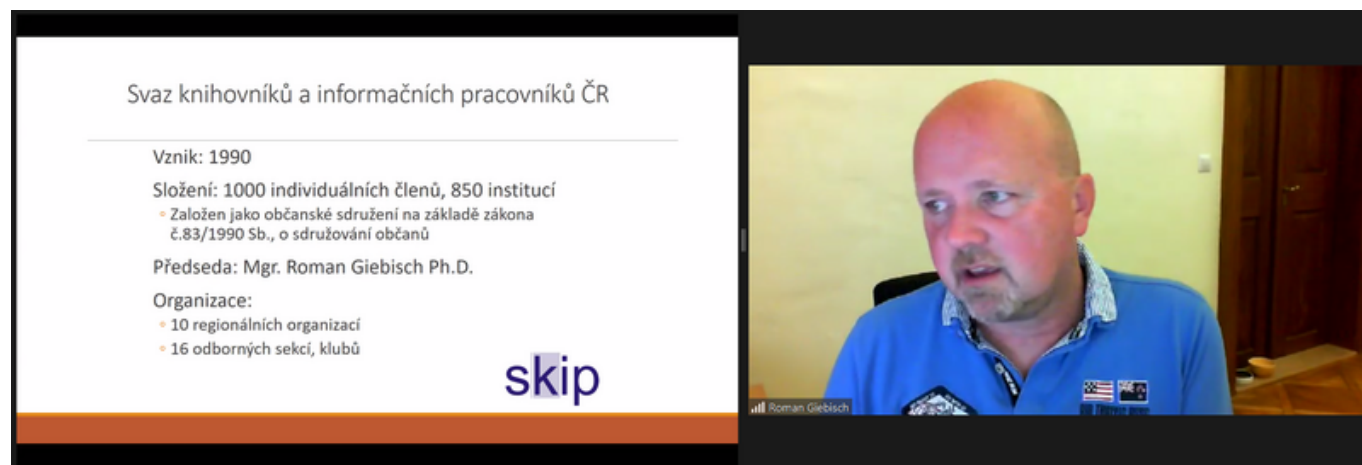 Svaz knihovníků a informačních pracovníků ČR
Vznik: 1990
Složení: 1000 individuálních členů, 850 institucí
Založen jako občanské sdružení na základě zákona
č.83/1990 Sb., o sdružování občanů
Předseda: Mgr. Roman Giebisch Ph.D.
Organizace:
10 regionálních organizací
16 odborných sekcí, klubů
skip
Roman Giebisch